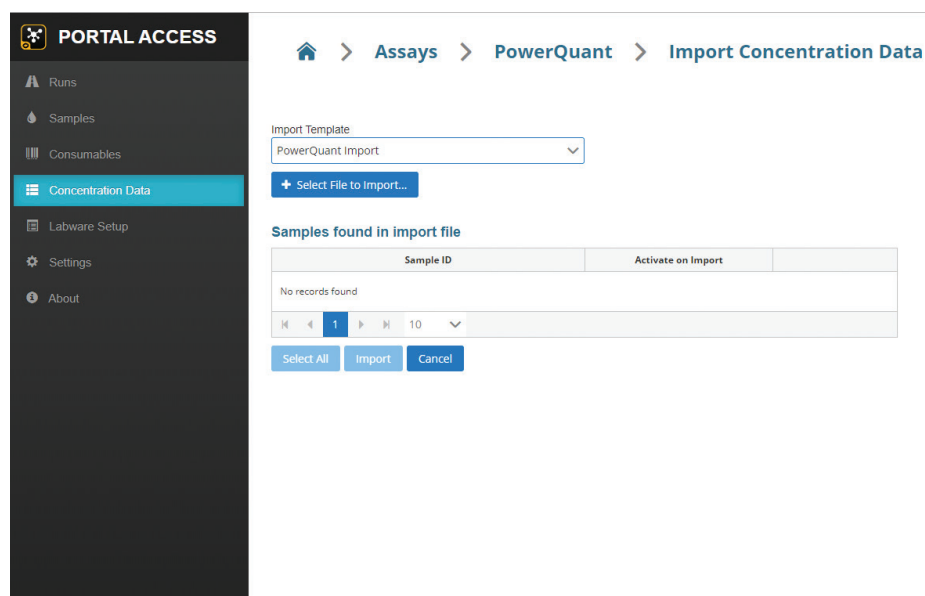 PORTAL ACCESS
Runs
Samples
Consumables
Concentration Data
Labware Setup
Settings
About
> Assays > PowerQuant > Import Concentration Data
Import Template
PowerQuant Import
+ Select File to Import...
Samples found in import file
Sample ID Activate on Import
No records found
1 10
Select All Import Cancel